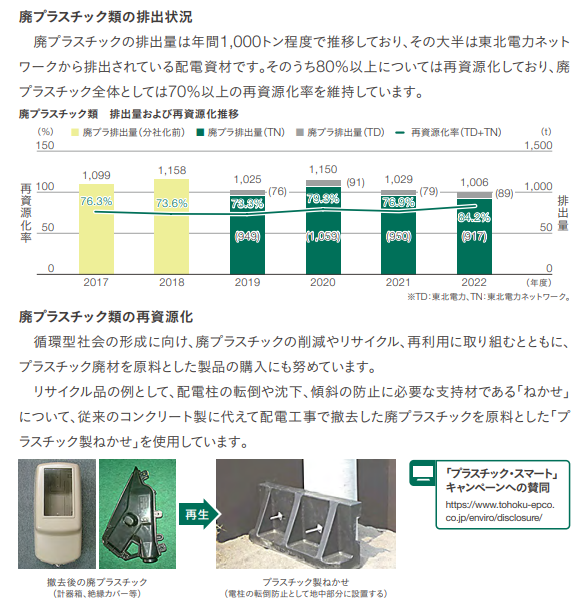 廃プラスチック類の排出状況
廃プラスチックの排出量は年間1,000トン程度で推移しており、その大半は東北電力ネット
ワークから排出されている配電資材です。そのうち80%以上については再資源化しており、廃
プラスチック全体としては70%以上の再資源化率を維持しています。
廃プラスチック類 排出量および再資源化推移
(%) 廃プラ排出量(分社化前) 廃プラ排出量(TN) 廃プラ排出量(TD) 再資源化率(TD+TN) (t)
150 1,500
1,099 1,158 1,025 1,150 1,029 1,006
(76) (91) (79) (89)
100 1,000
76.3% 73.6% 73.3% 79.3% 76.9% 84.2%
(949) (1,059) (950) (917)
50 50
0 0
再資源化率
排出量
2017 2018 2019 2020 2021 2022 (年度)
※TD:東北電力、TN:東北電力ネットワーク。
廃プラスチック類の再資源化
循環型社会の形成に向け、廃プラスチックの削減やリサイクル、再利用に取り組むとともに、
プラスチック廃材を原料とした製品の購入にも努めています。
リサイクル品の例として、配電柱の転倒や沈下、傾斜の防止に必要な支持材である「ねかせ」
について、従来のコンクリート製に代えて配電工事で撤去した廃プラスチックを原料とした「プ
ラスチック製ねかせ」を使用しています。
再生
撤去後の廃プラスチック
(計器箱、絶縁カバー等)
プラスチック製ねかせ
(電柱の転倒防止として地中部分に設置する)
「プラスチック・スマート」
キャンペーンへの賛同
https://www.tohoku-epco.
co.jp/enviro/disclosure/